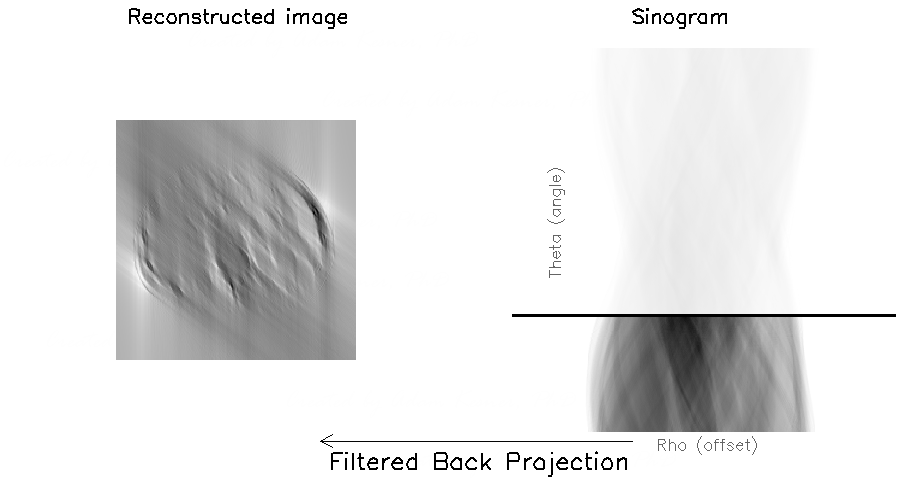 Reconstructed image
Sinogram
Theta (angle)
Rho (offset)
Filtered Back Projection